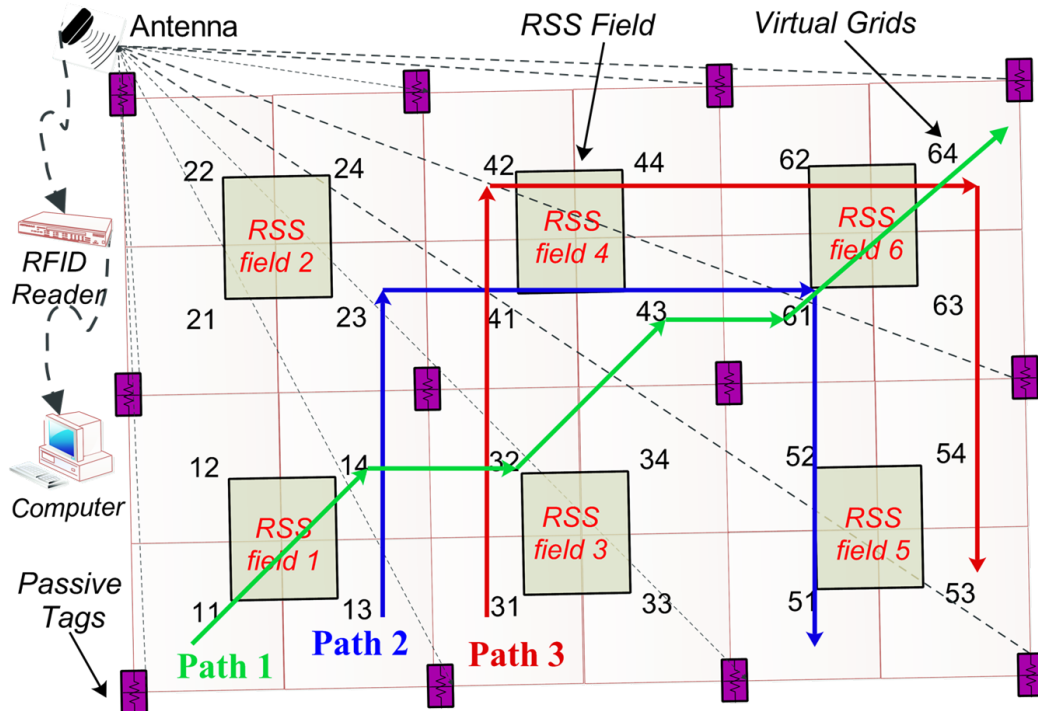 Antenna
RSS Field
Virtual Grids
22
24
42
44
62
64
RSS
field 2
RSS
field 4
RSS
field 6
RFID
Reader
21
23
41
43
61
63
12
14
32
34
52
54
Computer
RSS
field 1
RSS
field 3
RSS
field 5
Passive
Tags
11
13
31
33
51
53
Path 1
Path 2
Path 3